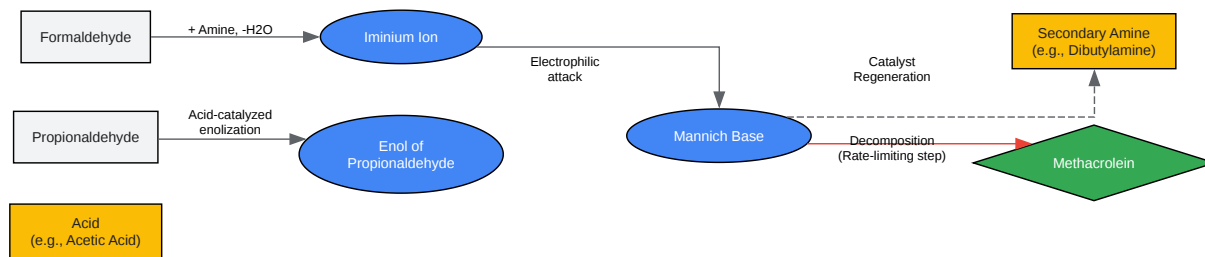 Formaldehyde
+ Amine, -H2O
Iminium Ion
Electrophilic
attack
Catalyst
Regeneration
Secondary Amine
(e.g., Dibutylamine)
Propionaldehyde
Acid-catalyzed
enolization
Enol of
Propionaldehyde
Mannich Base
Decomposition
(Rate-limiting step)
Methacrolein
Acid
(e.g., Acetic Acid)